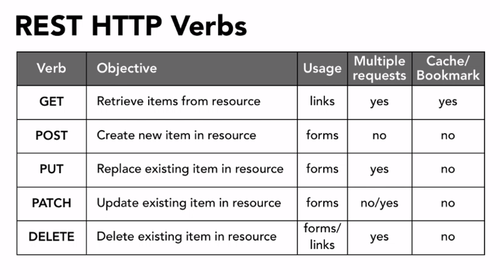 REST HTTP Verbs
Verb Objective Usage Multiple requests Cache/ Bookmark
GET Retrieve items from resource links yes yes
POST Create new item in resource forms no no
PUT Replace existing item in resource forms yes no
PATCH Update existing item in resource forms no/yes no
DELETE Delete existing item in resource forms/ links yes no